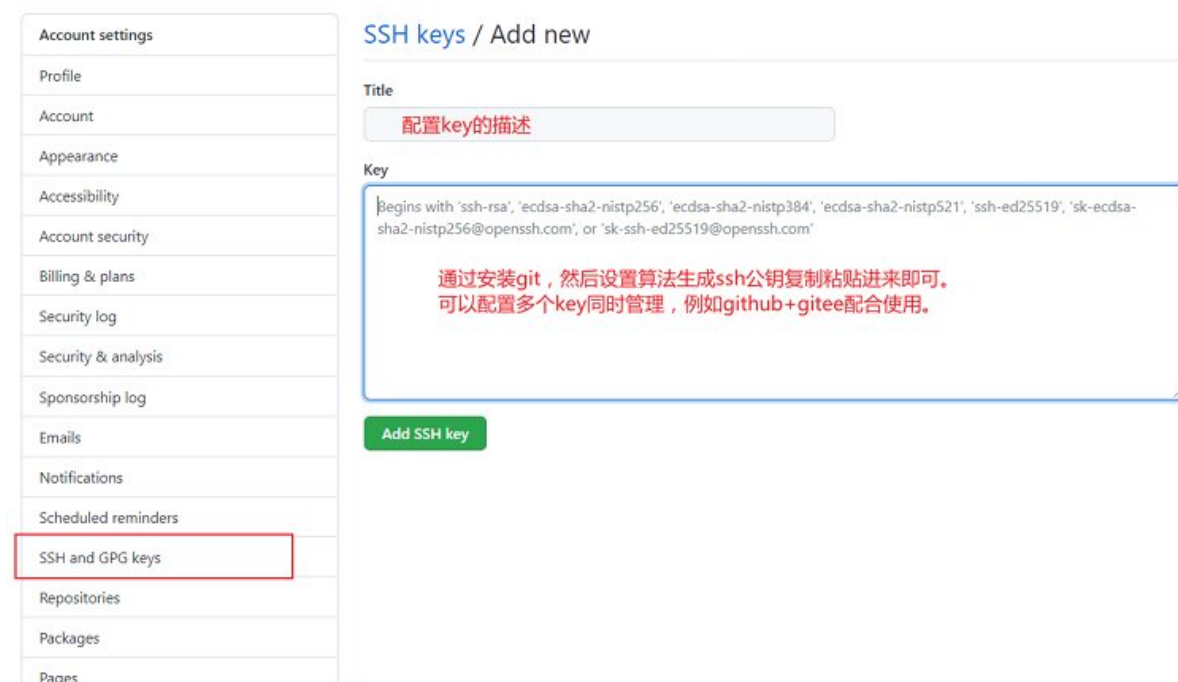 Account settings
Profile
Account
Appearance
Accessibility
Account security
Billing & plans
Security log
Security & analysis
Sponsorship log
Emails
Notifications
Scheduled reminders
SSH and GPG keys
Repositories
Packages
Pages
SSH keys / Add new
Title
配置key的描述
Key
Begins with 'ssh-rsa', 'ecdsa-sha2-nistp256', 'ecdsa-sha2-nistp384', 'ecdsa-sha2-nistp521', 'ssh-ed25519', 'sk-ecdsa-
sha2-nistp256@openssh.com', or 'sk-ssh-ed25519@openssh.com'
通过安装git，然后设置算法生成ssh公钥复制粘贴进来即可。
可以配置多个key同时管理，例如github+gitee配合使用。
Add SSH key